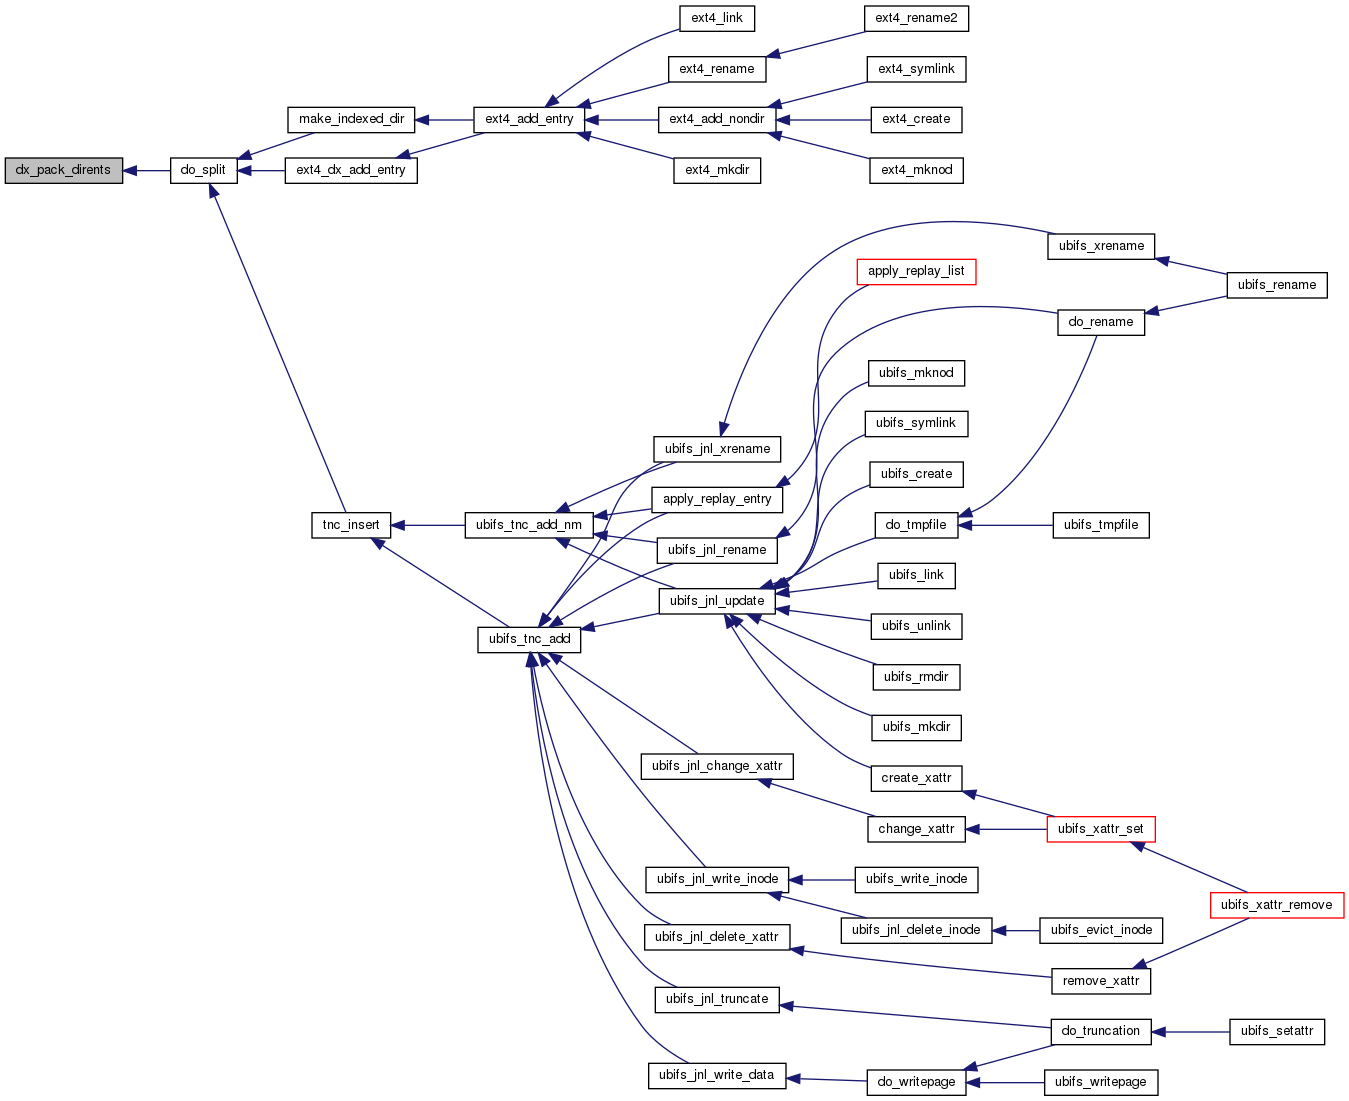 ext4_link
ext4_rename2
ext4_rename
ext4_symlink
make_indexed_dir
ext4_add_entry
ext4_add_nondir
ext4_create
dx_pack_dirents
do_split
ext4_dx_add_entry
ext4_mkdir
ext4_mknod
ubifs_xrename
apply_replay_list
ubifs_rename
do_rename
ubifs_mknod
ubifs_symlink
ubifs_jnl_xrename
ubifs_create
apply_replay_entry
tnc_insert
ubifs_tnc_add_nm
do_tmpfile
ubifs_tmpfile
ubifs_jnl_rename
ubifs_link
ubifs_jnl_update
ubifs_unlink
ubifs_tnc_add
ubifs_rmdir
ubifs_mkdir
ubifs_jnl_change_xattr
create_xattr
change_xattr
ubifs_xattr_set
ubifs_jnl_write_inode
ubifs_write_inode
ubifs_xattr_remove
ubifs_jnl_delete_xattr
ubifs_jnl_delete_inode
ubifs_evict_inode
remove_xattr
ubifs_jnl_truncate
do_truncation
ubifs_setattr
ubifs_jnl_write_data
do_writepage
ubifs_writepage